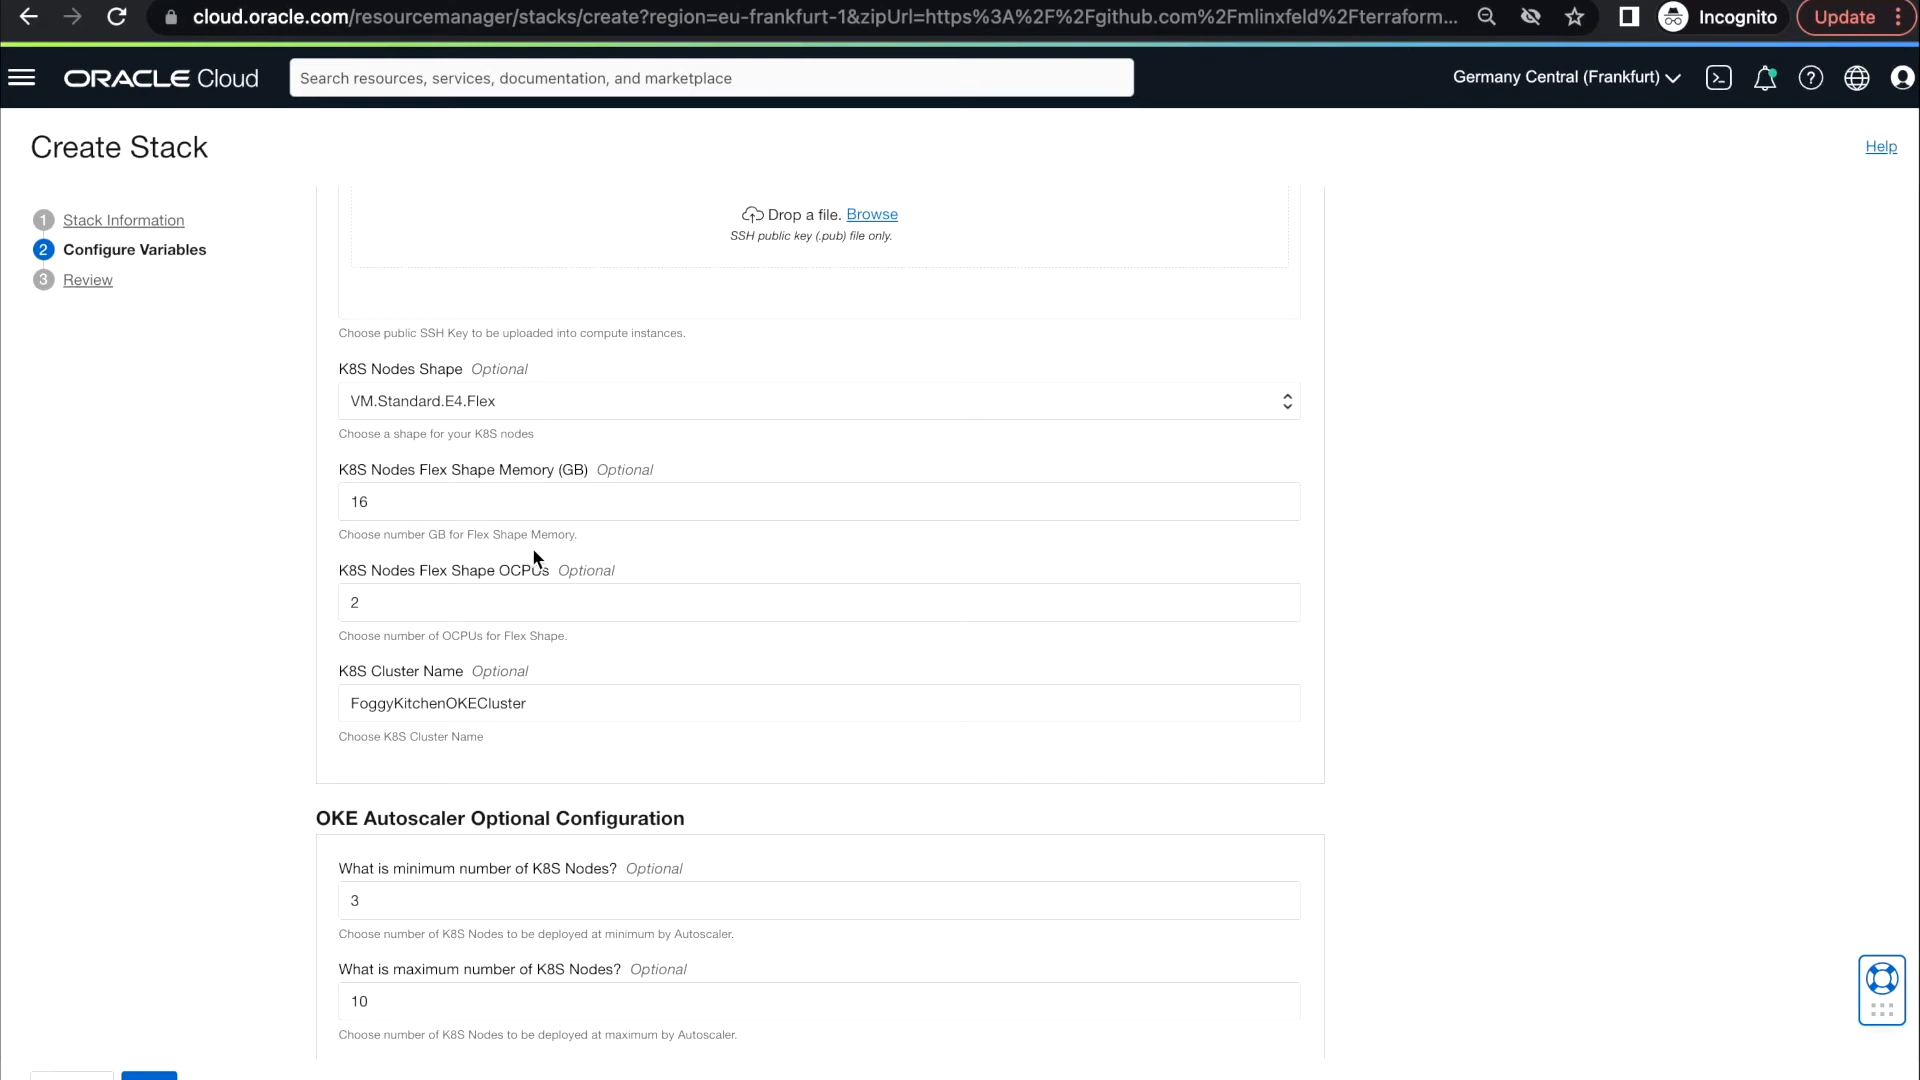 cloud.oracle.com/resourcemanager/stacks/create?region=eu-frankfurt-1&zipUrl=https%3A%2F%2Fgithub.com%2Fmlinxfeld%2Fterraform...
Incognito
Update
ORACLE Cloud
Search resources, services, documentation, and marketplace
Germany Central (Frankfurt)
Create Stack
Help
1 Stack Information
2 Configure Variables
3 Review
Drop a file. Browse
SSH public key (.pub) file only.
Choose public SSH Key to be uploaded into compute instances.
K8S Nodes Shape Optional
VM.Standard.E4.Flex
Choose a shape for your K8S nodes
K8S Nodes Flex Shape Memory (GB) Optional
16
Choose number GB for Flex Shape Memory.
K8S Nodes Flex Shape OCPUs Optional
2
Choose number of OCPUs for Flex Shape.
K8S Cluster Name Optional
FoggyKitchenOKECluster
Choose K8S Cluster Name
OKE Autoscaler Optional Configuration
What is minimum number of K8S Nodes? Optional
3
Choose number of K8S Nodes to be deployed at minimum by Autoscaler.
What is maximum number of K8S Nodes? Optional
10
Choose number of K8S Nodes to be deployed at maximum by Autoscaler.